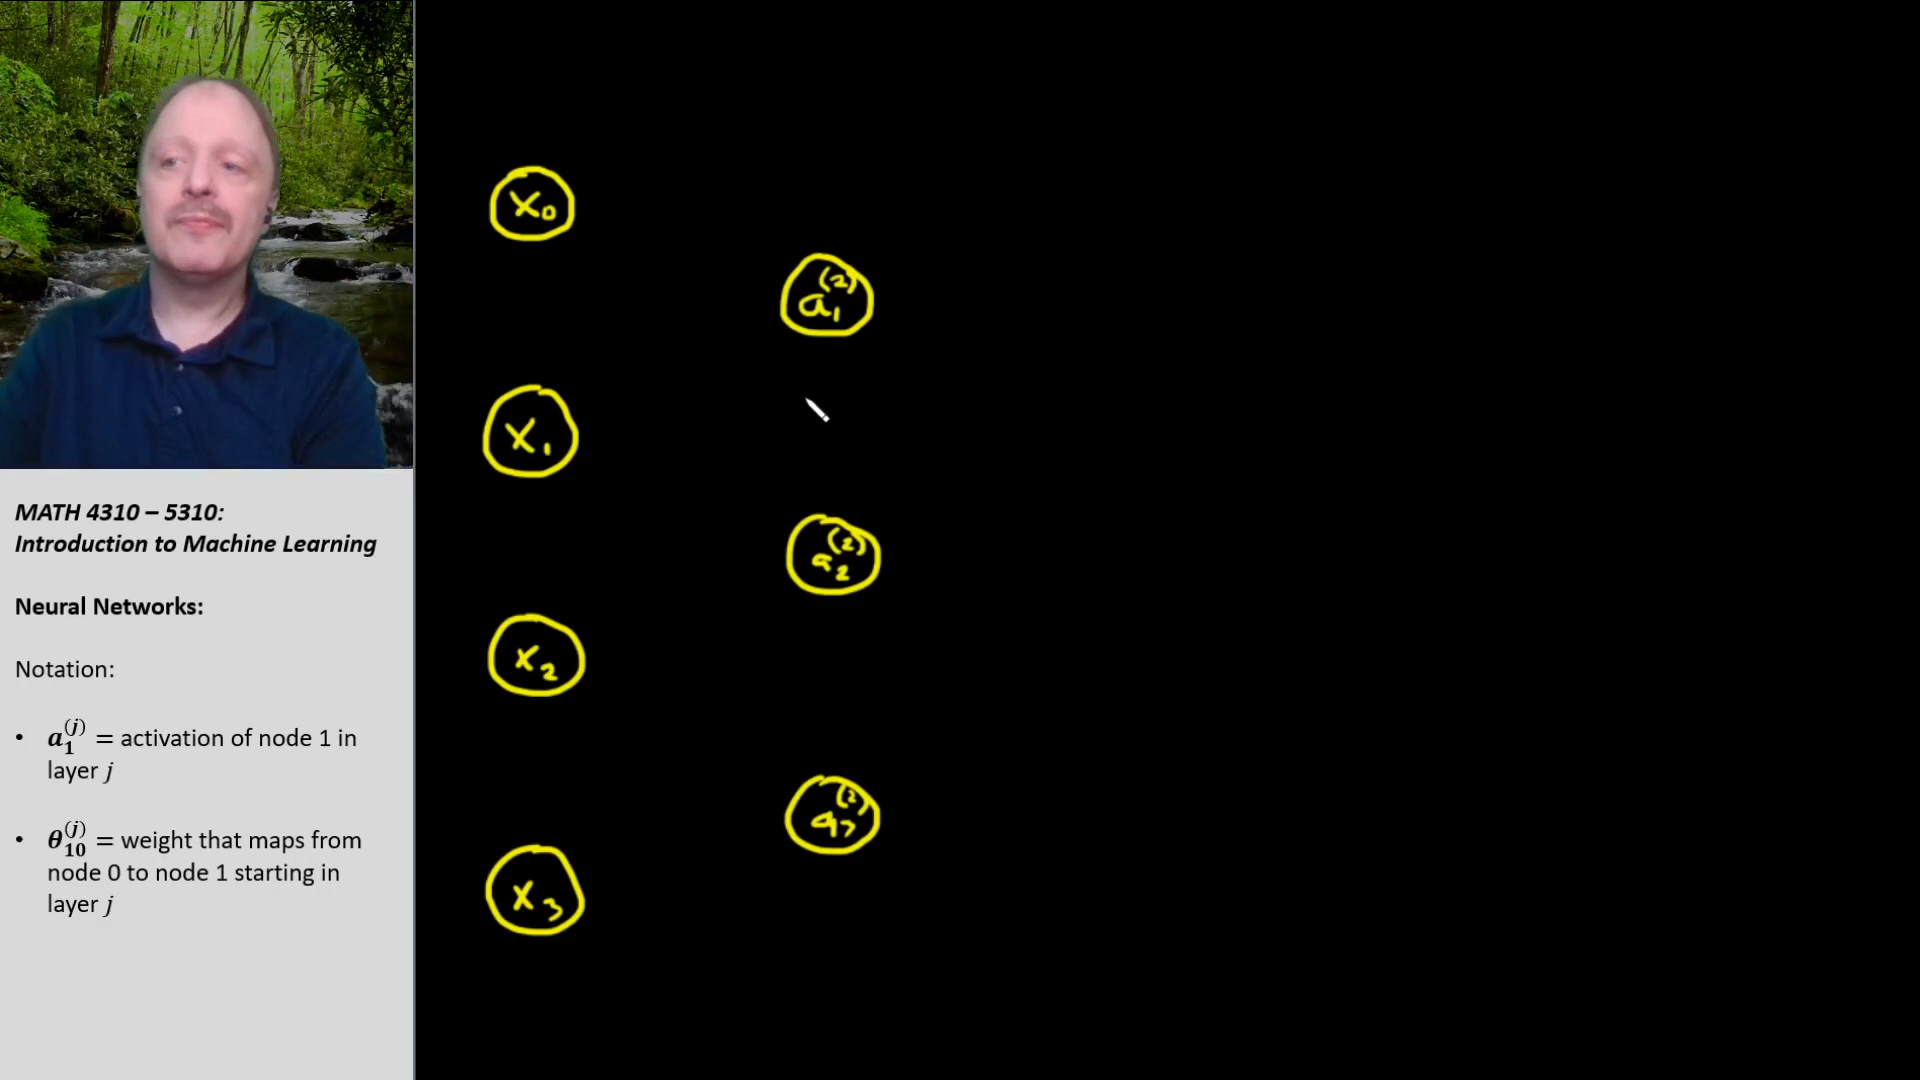 MATH 4310 – 5310:
Introduction to Machine Learning
Neural Networks:
Notation:
• a₁⁽ʲ⁾ = activation of node 1 in
layer j
• θ₁₀⁽ʲ⁾ = weight that maps from
node 0 to node 1 starting in
layer j
x₀
a₁⁽²⁾
x₁
a₂⁽²⁾
x₂
a₃⁽²⁾
x₃